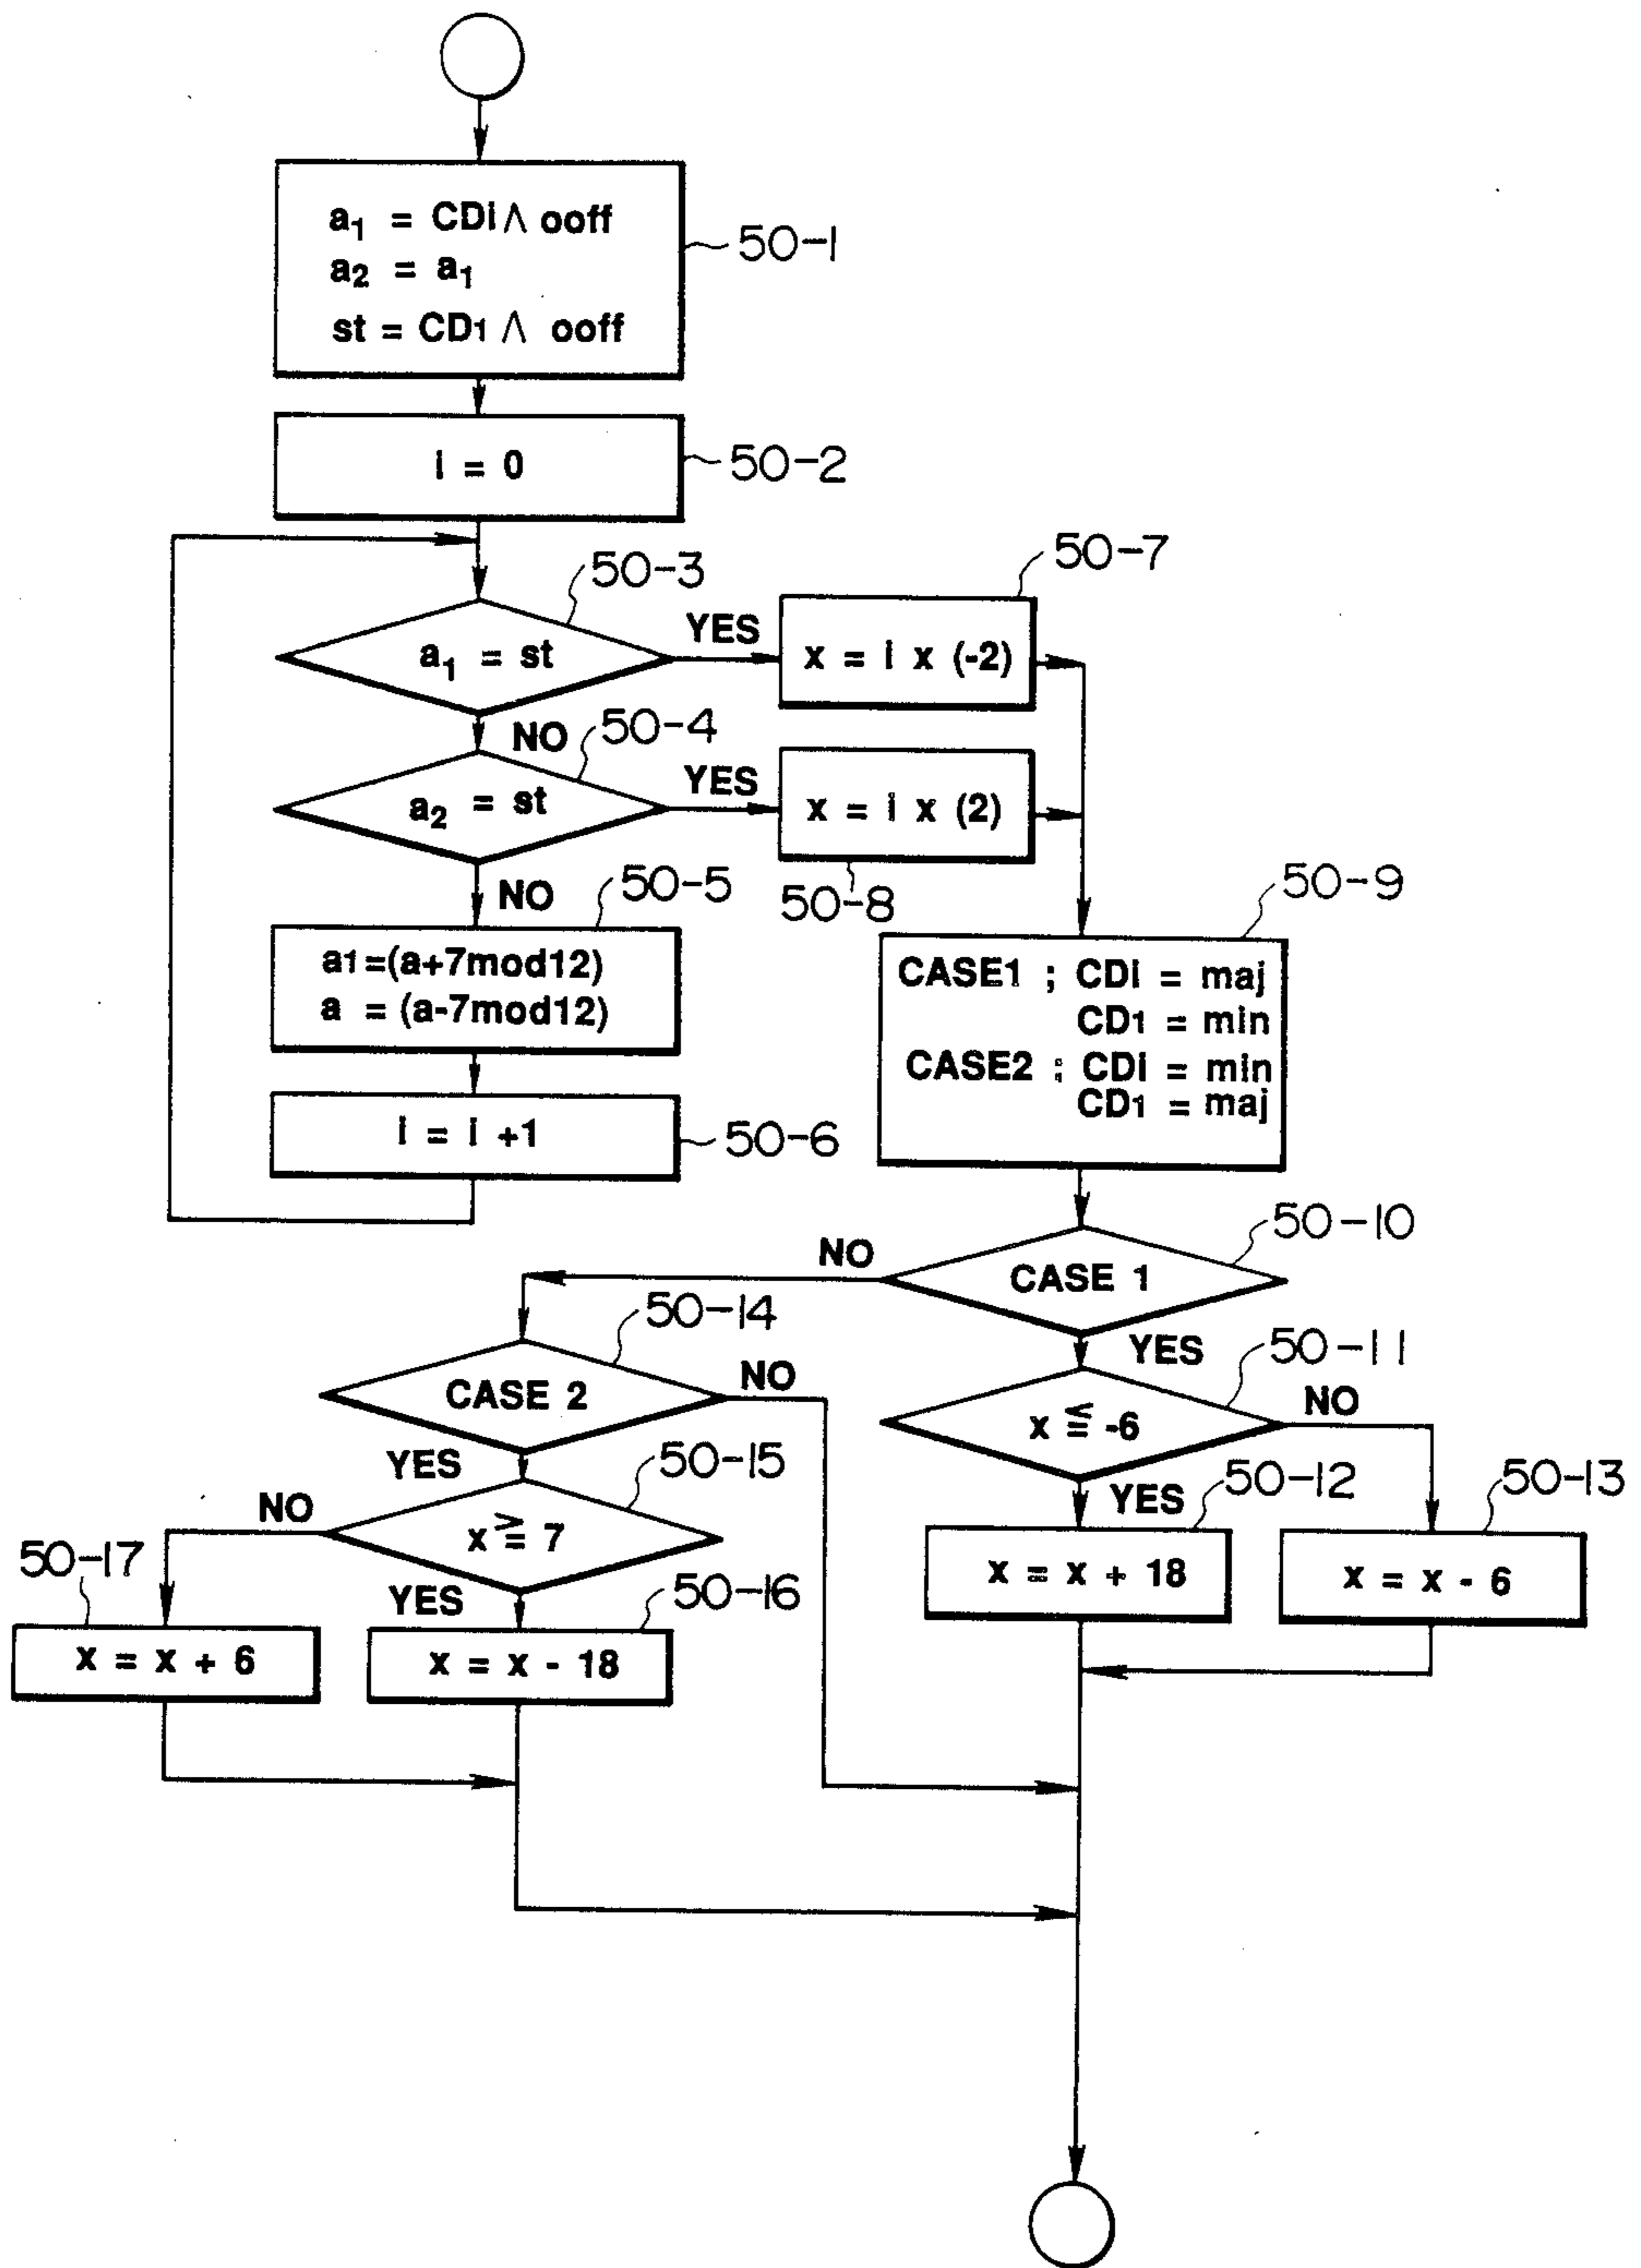 a₁ = CDi ∧ ooff
a₂ = a₁
st = CD1 ∧ ooff
50-1
i = 0
50-2
50-3
a₁ = st
YES
50-7
x = i x (-2)
NO
50-4
a₂ = st
YES
x = i x (2)
50-8
NO
50-5
a1=(a+7mod12)
a = (a-7mod12)
i = i +1
50-6
50-9
CASE1 ; CDi = maj
CD1 = min
CASE2 ; CDi = min
CD1 = maj
50-10
CASE 1
NO
YES
50-14
CASE 2
NO
YES
50-11
x ≦ -6
NO
YES
50-15
x ≧ 7
NO
YES
50-12
x = x + 18
50-13
x = x - 6
50-17
x = x + 6
50-16
x = x - 18